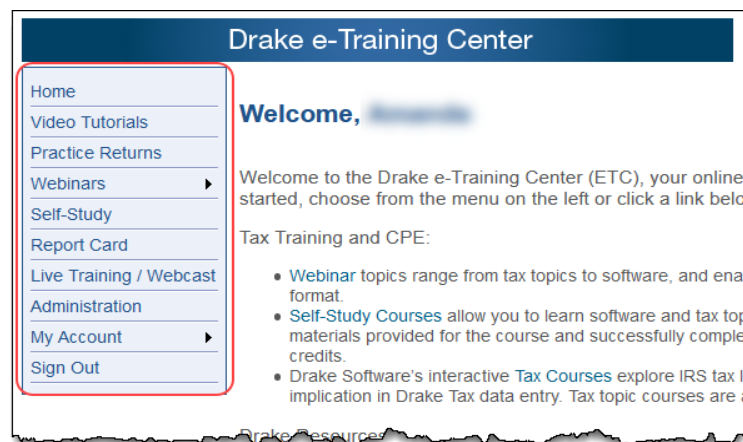 Drake e-Training Center
Home
Video Tutorials
Practice Returns
Webinars
Self-Study
Report Card
Live Training / Webcast
Administration
My Account
Sign Out
Welcome,
Welcome to the Drake e-Training Center (ETC), your online
started, choose from the menu on the left or click a link belo
Tax Training and CPE:
Webinar topics range from tax topics to software, and ena
format.
Self-Study Courses allow you to learn software and tax top
materials provided for the course and successfully comple
credits.
Drake Software's interactive Tax Courses explore IRS tax l
implication in Drake Tax data entry. Tax topic courses are a
Drake Resources